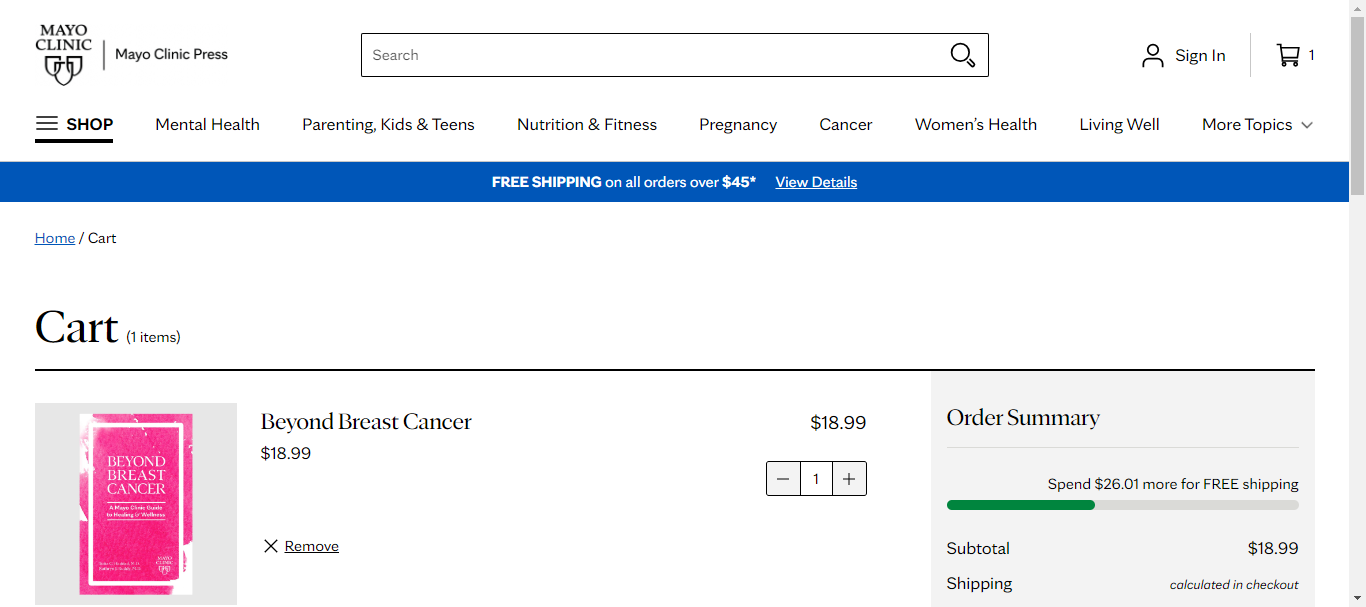 MAYO
CLINIC
Mayo Clinic Press
Search
Sign In
1
SHOP
Mental Health
Parenting, Kids & Teens
Nutrition & Fitness
Pregnancy
Cancer
Women's Health
Living Well
More Topics
FREE SHIPPING on all orders over $45* View Details
Home / Cart
Cart (1 items)
BEYOND
BREAST
CANCER
A Mayo Clinic Guide
to Healing & Wellness
MAYO
CLINIC
Beyond Breast Cancer
$18.99
$18.99
1
Remove
Order Summary
Spend $26.01 more for FREE shipping
Subtotal $18.99
Shipping calculated in checkout